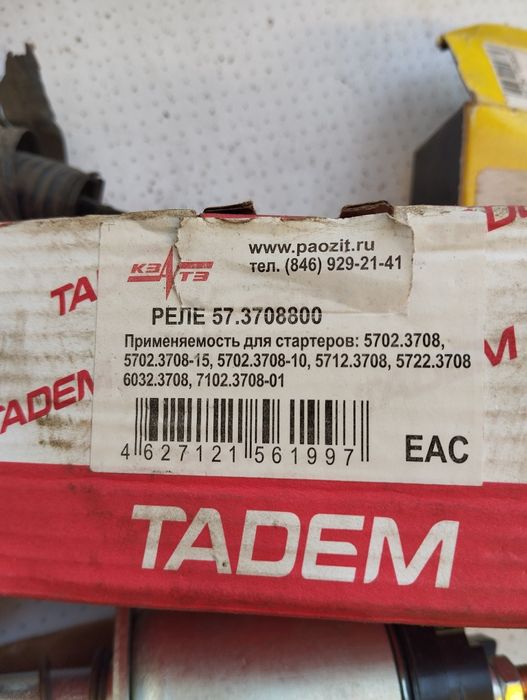 КЗАТЭ
www.paozit.ru
тел. (846) 929-21-41
РЕЛЕ 57.3708800
Применяемость для стартеров: 5702.3708,
5702.3708-15, 5702.3708-10, 5712.3708, 5722.3708
6032.3708, 7102.3708-01
4 627121 561997
EAC
TA
TADEM
DEM
TADEM